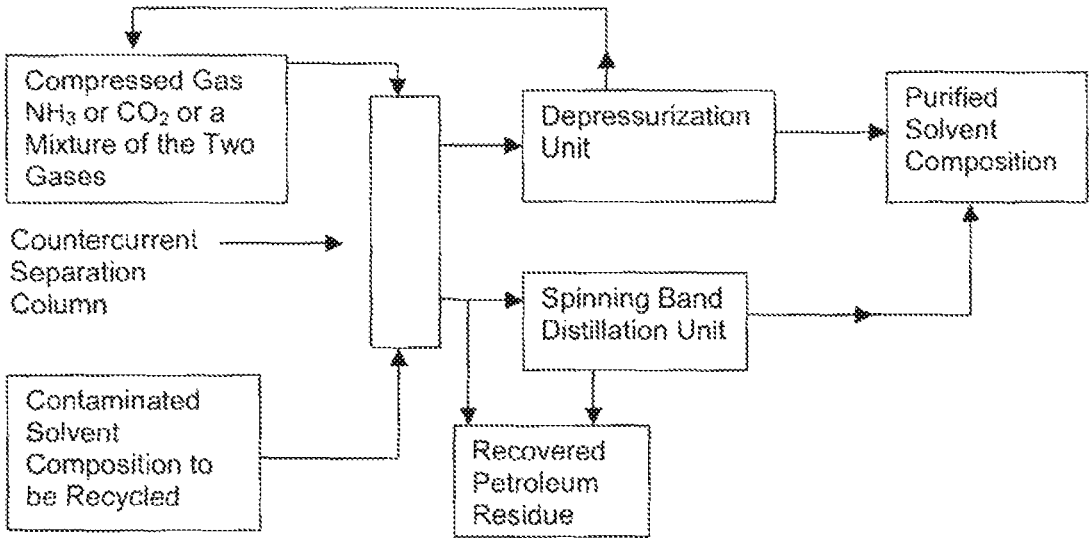 Compressed Gas
NH₃ or CO₂ or a
Mixture of the Two
Gases
Depressurization
Unit
Purified
Solvent
Composition
Countercurrent
Separation
Column
Spinning Band
Distillation Unit
Contaminated
Solvent
Composition to
be Recycled
Recovered
Petroleum
Residue